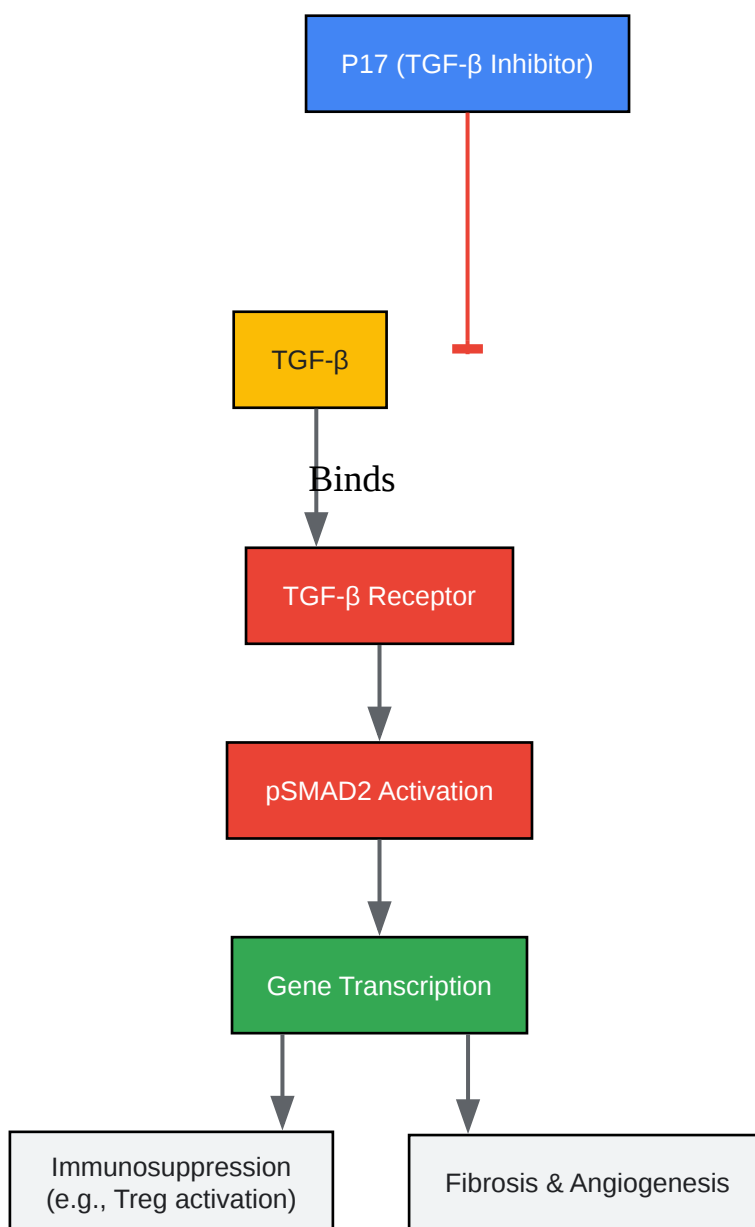 P17 (TGF-β Inhibitor)
TGF-β
Binds
TGF-β Receptor
pSMAD2 Activation
Gene Transcription
Immunosuppression
(e.g., Treg activation)
Fibrosis & Angiogenesis